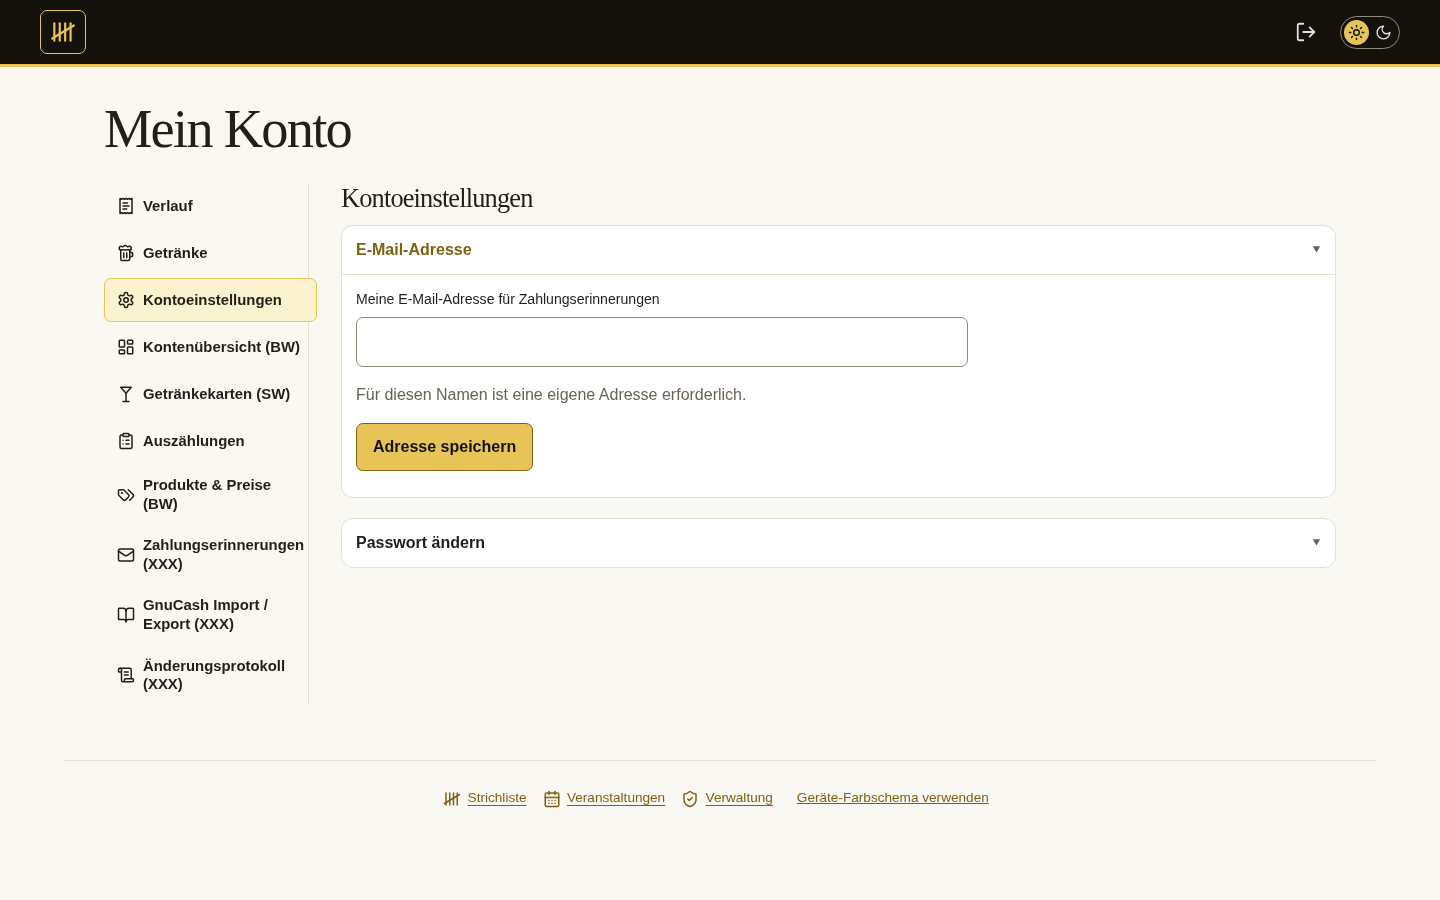 Mein Konto
Verlauf
Getränke
Kontoeinstellungen
Kontenübersicht (BW)
Getränkekarten (SW)
Auszählungen
Produkte & Preise
(BW)
Zahlungserinnerungen
(XXX)
GnuCash Import /
Export (XXX)
Änderungsprotokoll
(XXX)
Kontoeinstellungen
E-Mail-Adresse
Meine E-Mail-Adresse für Zahlungserinnerungen
Für diesen Namen ist eine eigene Adresse erforderlich.
Adresse speichern
Passwort ändern
Strichliste Veranstaltungen Verwaltung Geräte-Farbschema verwenden